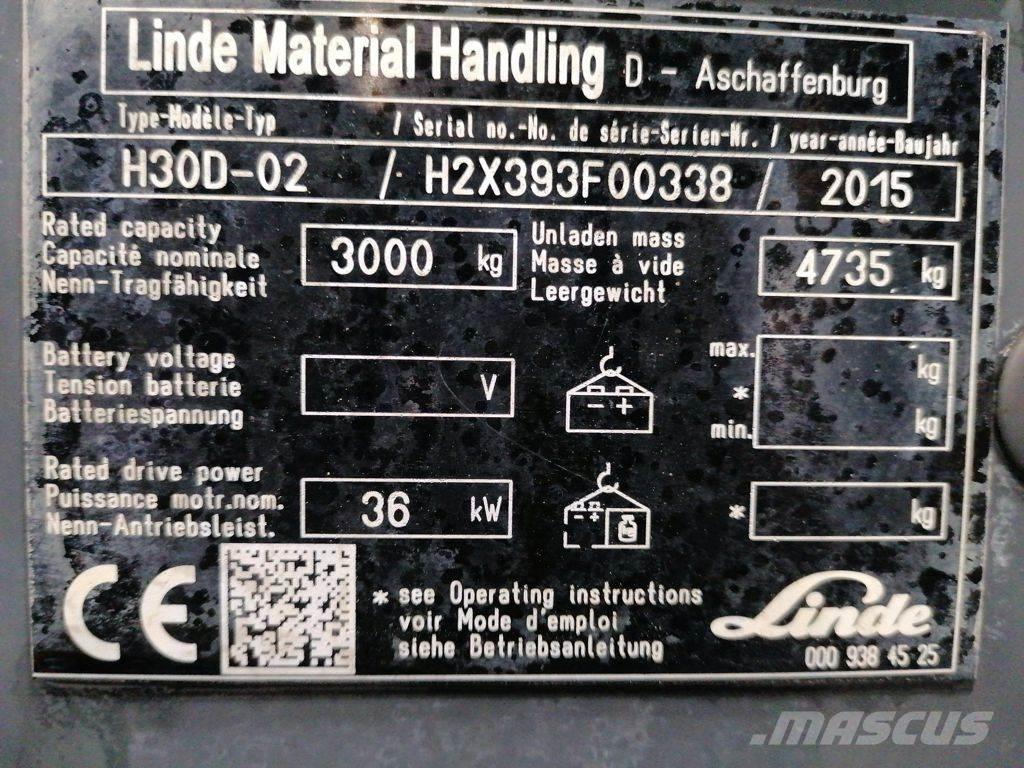 Linde Material Handling D - Aschaffenburg
Type-Modèle-Typ / Serial no.-No. de série-Serien-Nr. / year-année-Baujahr
H30D-02 / H2X393F00338 / 2015
Rated capacity
Capacité nominale
Nenn-Tragfähigkeit
3000 kg
Unladen mass
Masse à vide
Leergewicht
4735 kg
Battery voltage
Tension batterie
Batteriespannung
V
- +
max. kg
*
min. kg
Rated drive power
Puissance motr.nom.
Nenn-Antriebsleist.
36 kW
- +
* kg
CE
* see Operating instructions
voir Mode d'emploi
siehe Betriebsanleitung
Linde
000 938 45 25
.MASCUS